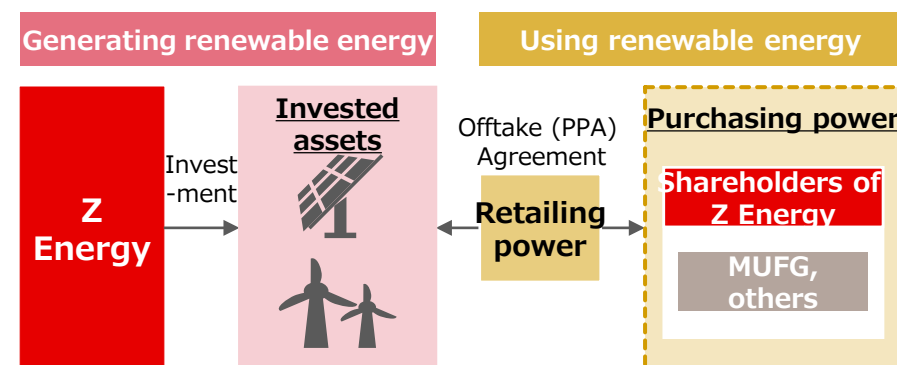 Generating renewable energy
Using renewable energy
Z
Energy
Invest
-ment
Invested
assets
Offtake (PPA)
Agreement
Retailing
power
Purchasing power
Shareholders of
Z Energy
MUFG,
others